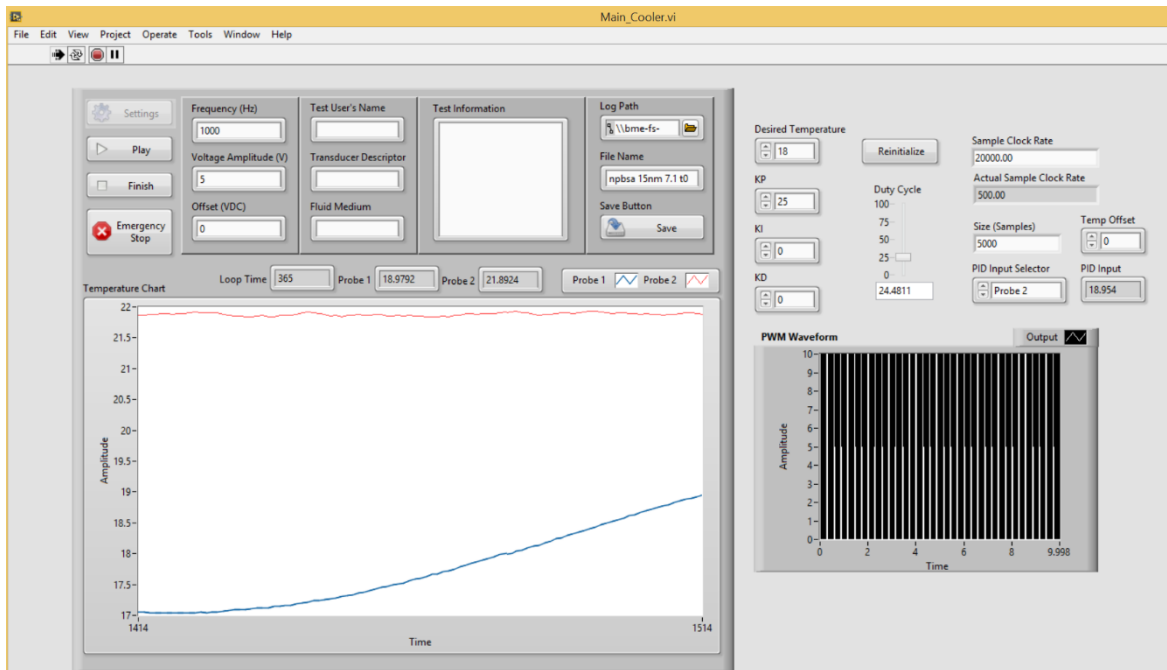 Main_Cooler.vi
File Edit View Project Operate Tools Window Help
Settings
Play
Finish
Emergency
Stop
Frequency (Hz)
1000
Voltage Amplitude (V)
5
Offset (VDC)
0
Test User's Name
Transducer Descriptor
Fluid Medium
Test Information
Log Path
\\bme-fs-
File Name
npbsa 15nm 7.1 t0
Save Button
Save
Loop Time 365 Probe 1 18.9792 Probe 2 21.8924 Probe 1 Probe 2
Temperature Chart
22
21.5
21
20.5
20
19.5
19
18.5
18
17.5
17
Amplitude
1414 1514
Time
Desired Temperature
18
KP
25
KI
0
KD
0
Reinitialize
Duty Cycle
100
75
50
25
0
24.4811
Sample Clock Rate
20000.00
Actual Sample Clock Rate
500.00
Size (Samples)
5000
Temp Offset
0
PID Input Selector
Probe 2
PID Input
18.954
PWM Waveform Output
10
9
8
7
6
5
4
3
2
1
0
Amplitude
0 2 4 6 8 9.998
Time